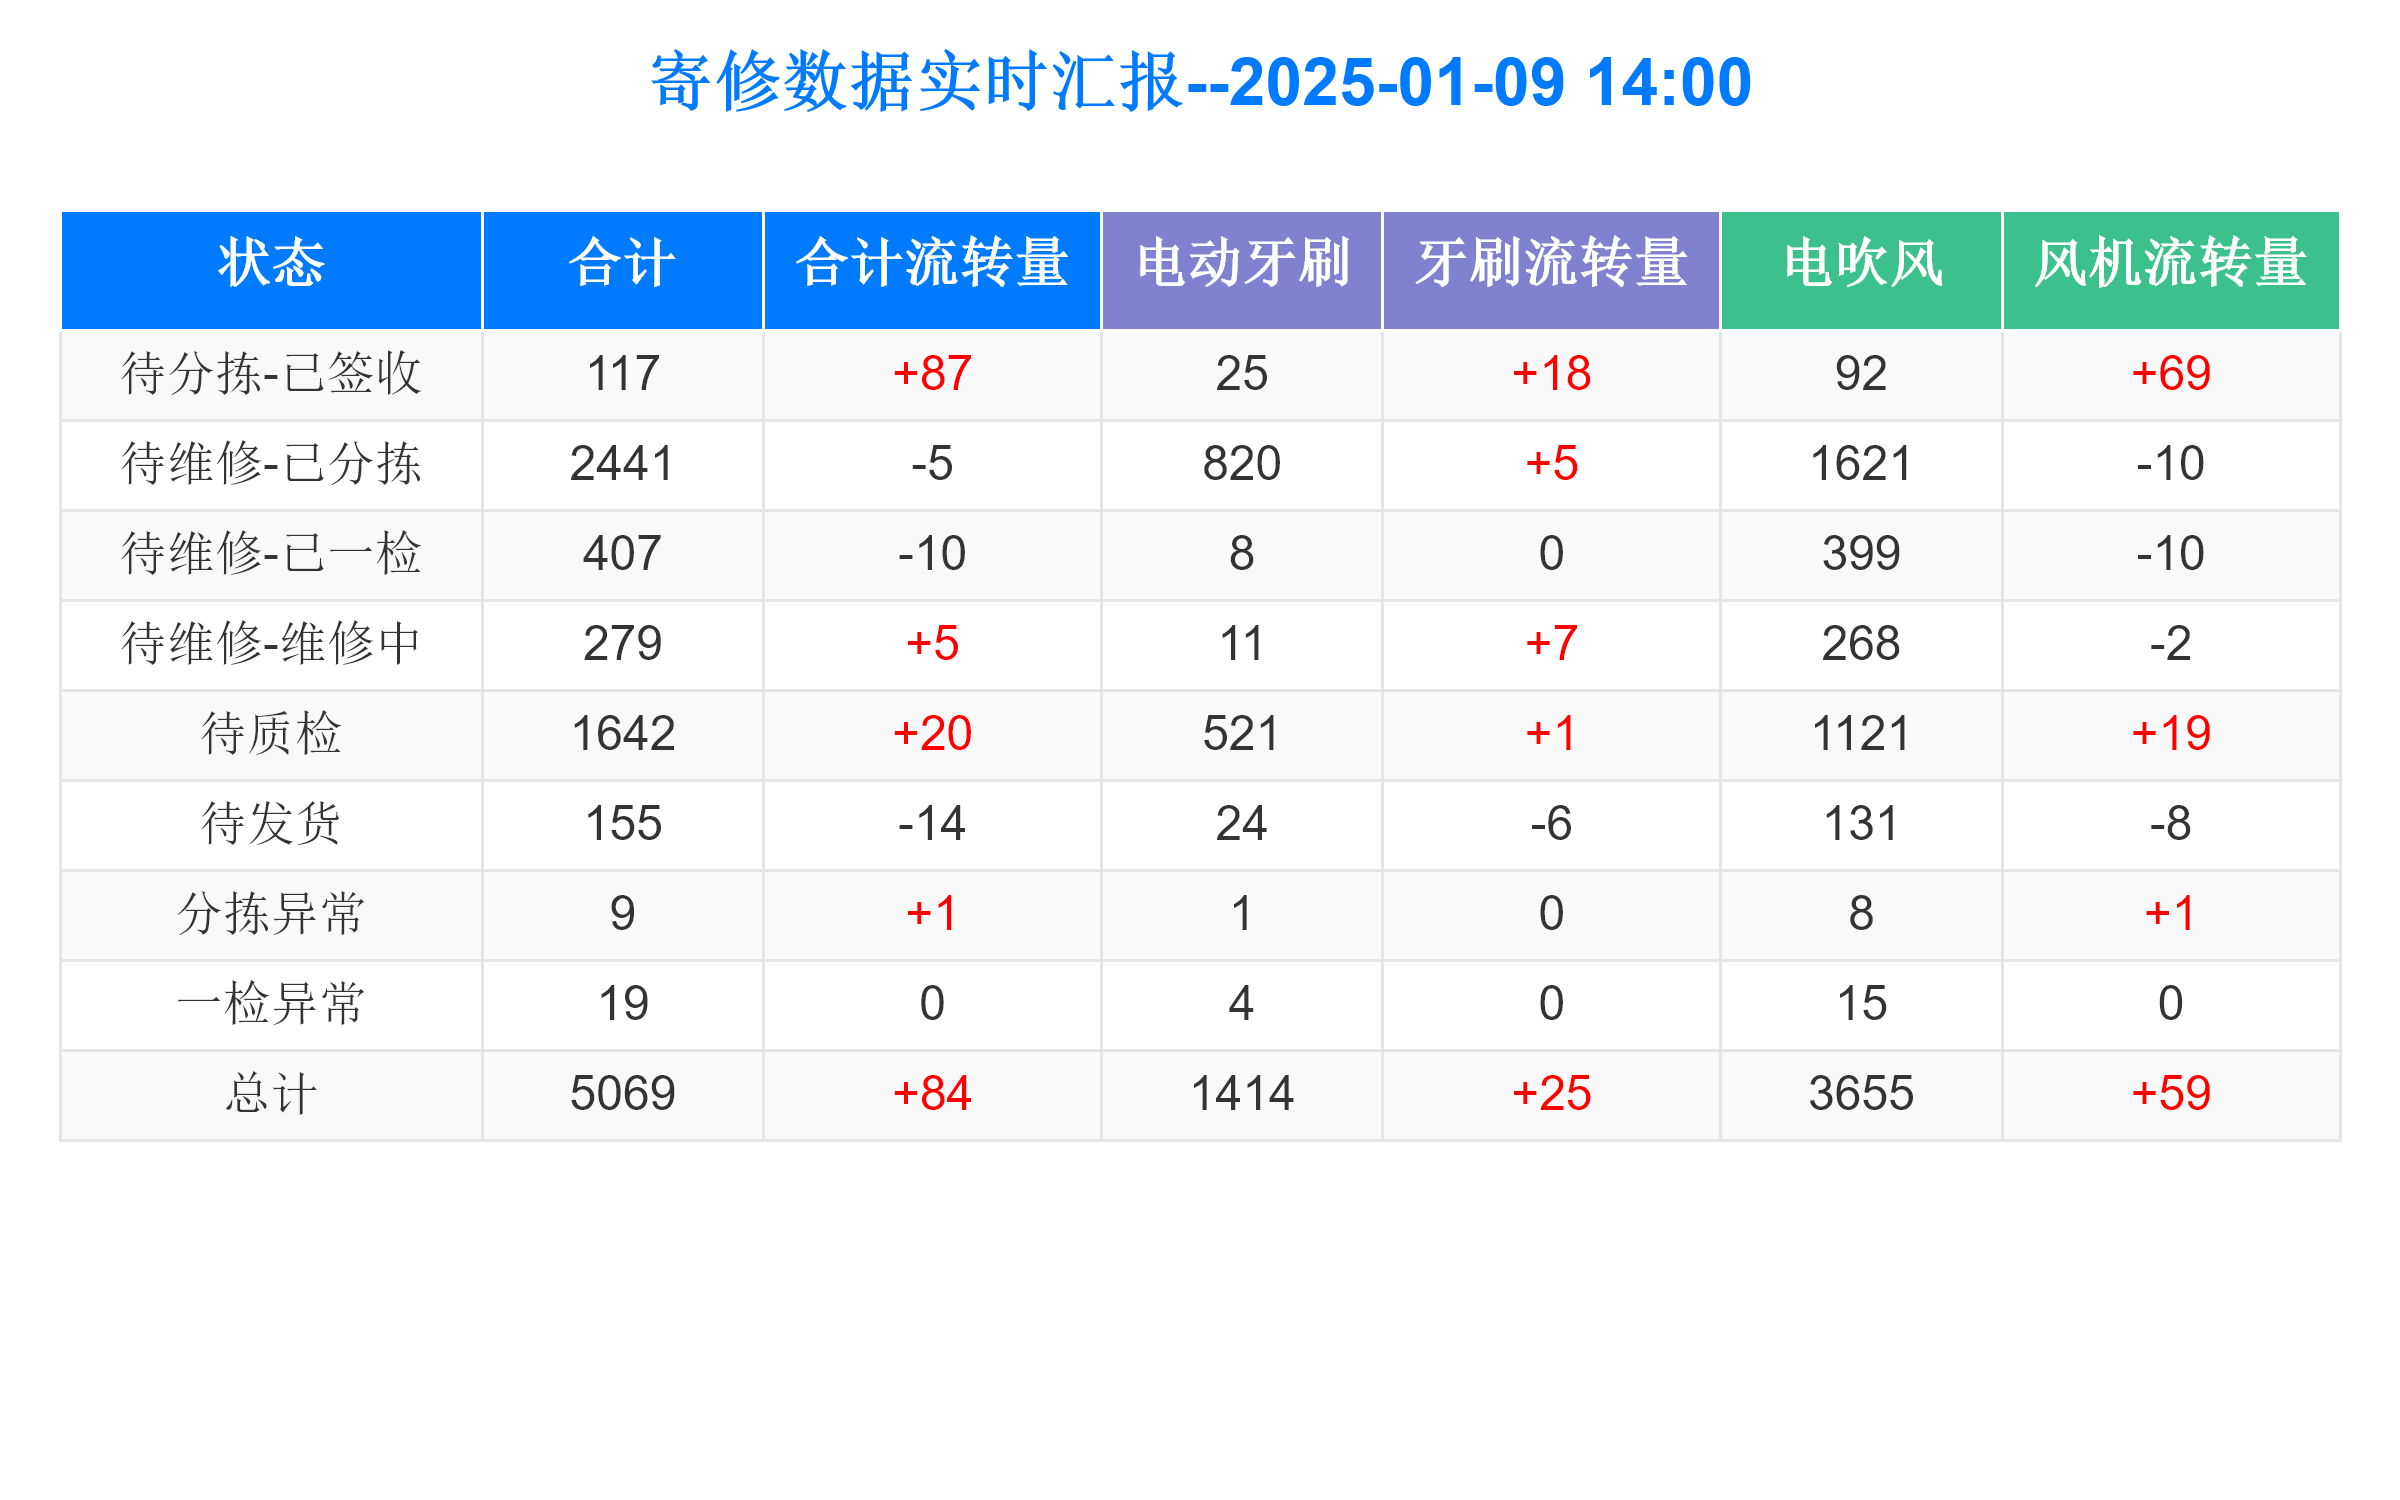 寄修数据实时汇报--2025-01-09 14:00
状态 合计 合计流转量 电动牙刷 牙刷流转量 电吹风 风机流转量
待分拣-已签收 117 +87 25 +18 92 +69
待维修-已分拣 2441 -5 820 +5 1621 -10
待维修-已一检 407 -10 8 0 399 -10
待维修-维修中 279 +5 11 +7 268 -2
待质检 1642 +20 521 +1 1121 +19
待发货 155 -14 24 -6 131 -8
分拣异常 9 +1 1 0 8 +1
一检异常 19 0 4 0 15 0
总计 5069 +84 1414 +25 3655 +59